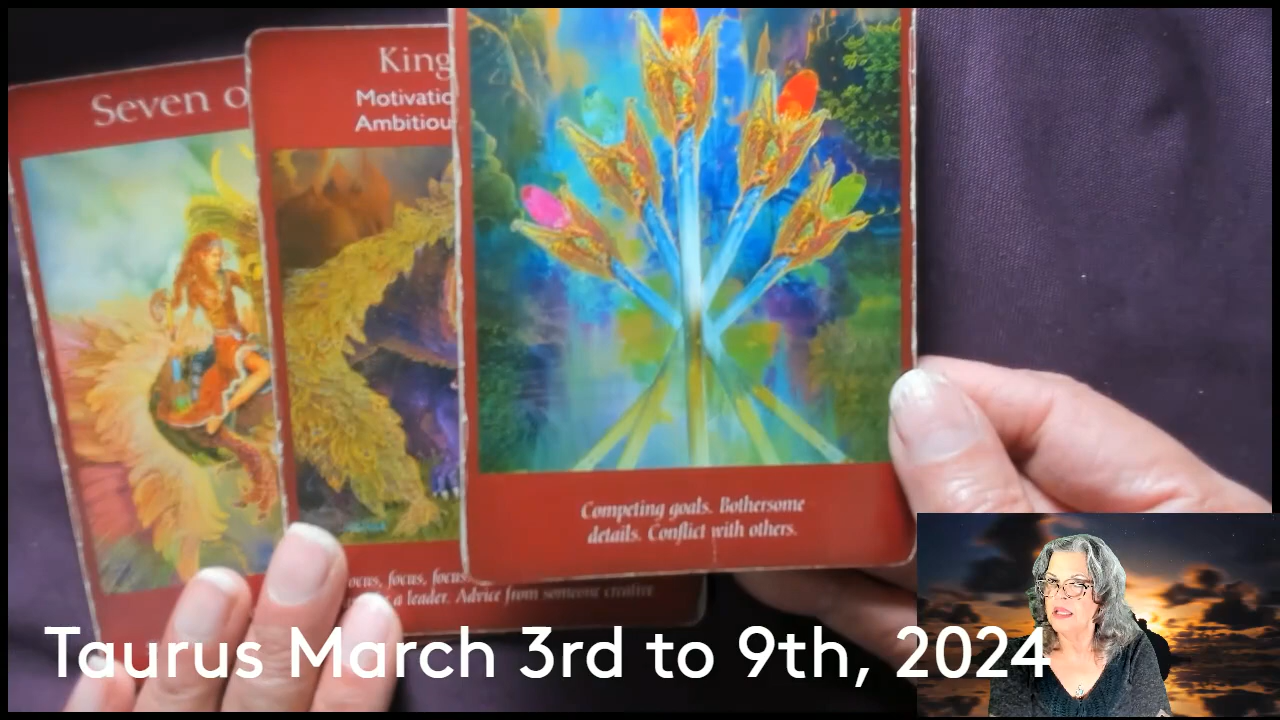 Seven o
King
Motivatio
Ambitiou
Competing goals. Bothersome
details. Conflict with others.
ocus, focus, focus.
a leader. Advice from someone creative
Taurus March 3rd to 9th, 2024